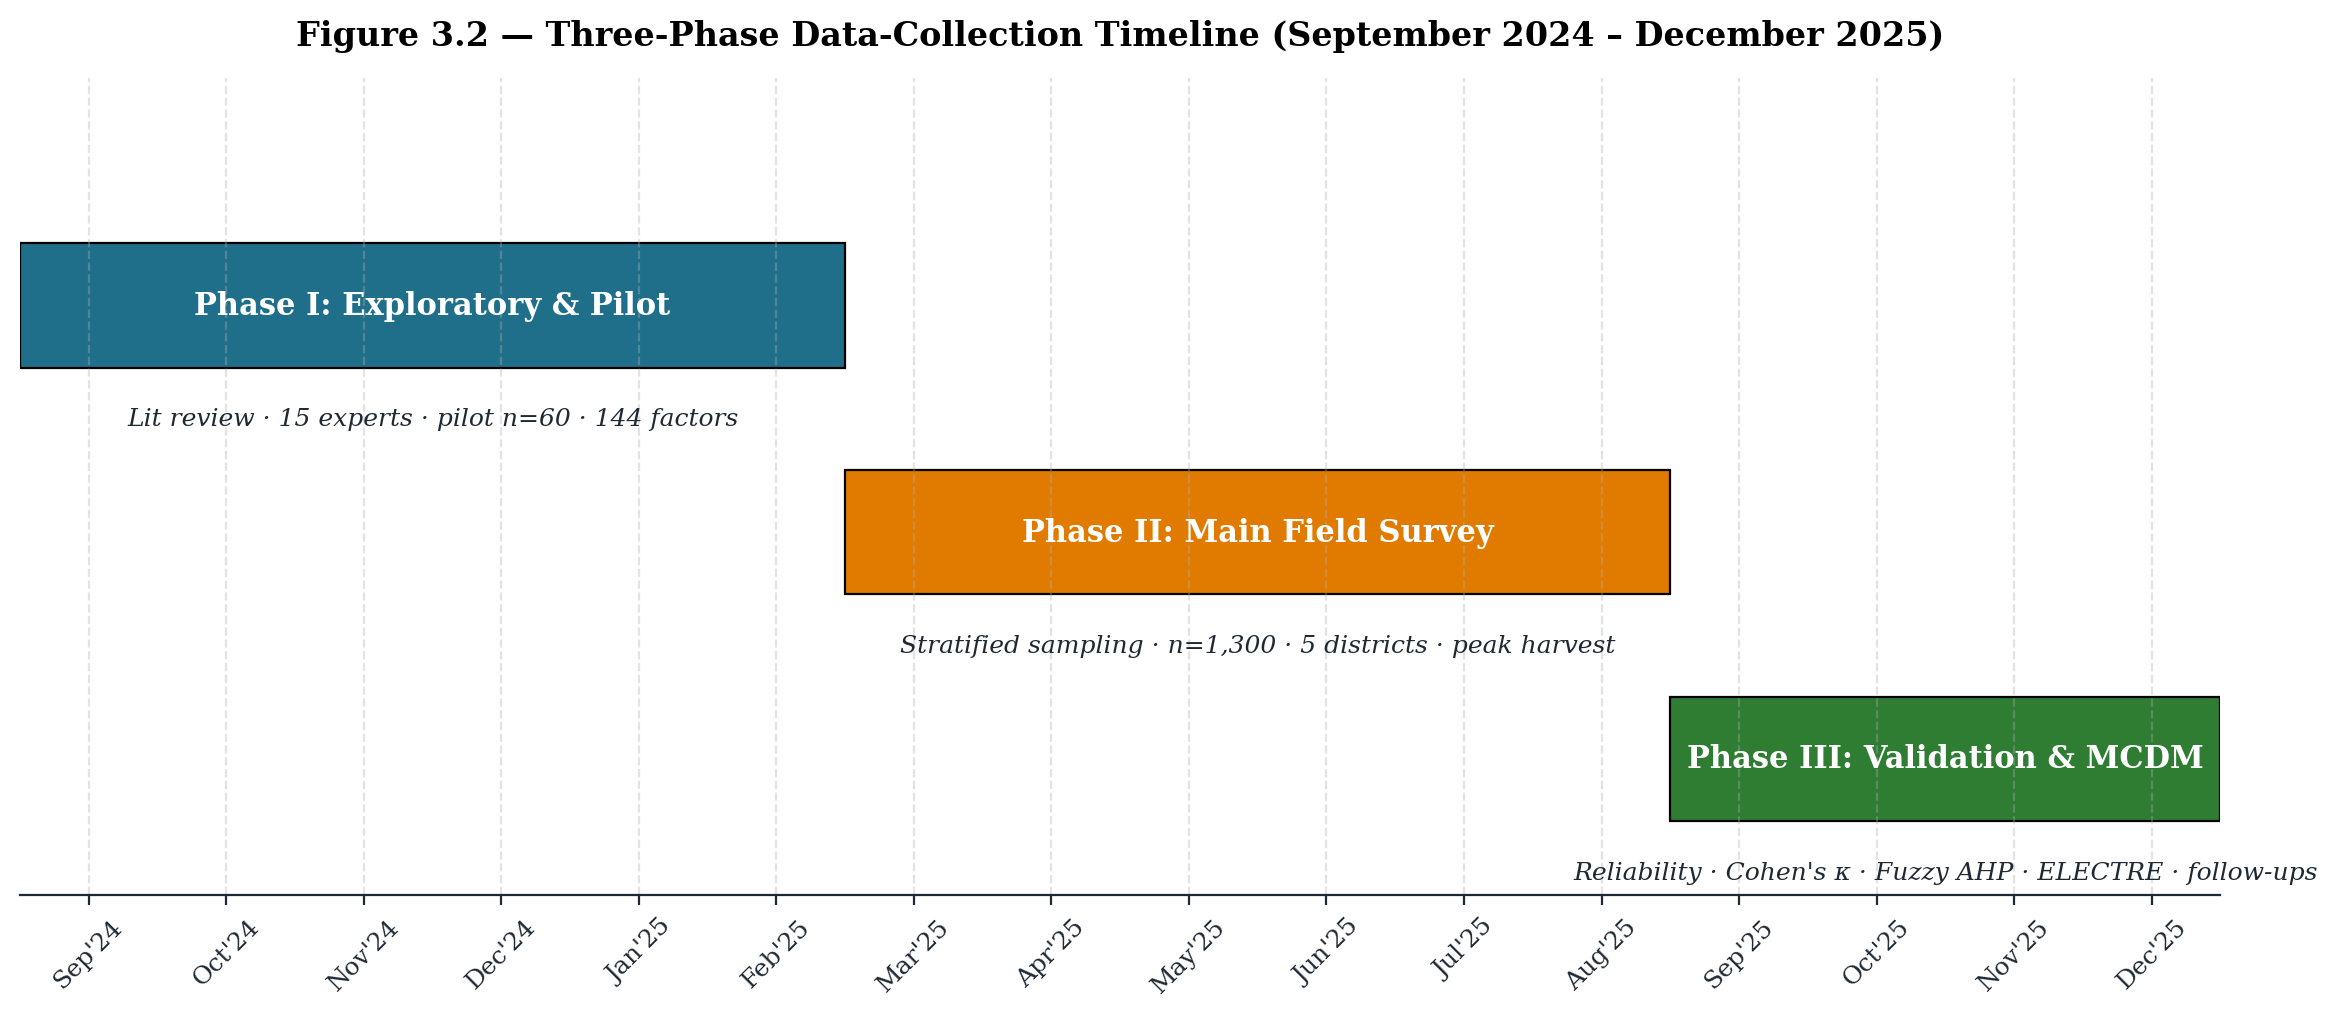 Figure 3.2 — Three-Phase Data-Collection Timeline (September 2024 – December 2025)
Phase I: Exploratory & Pilot
Lit review · 15 experts · pilot n=60 · 144 factors
Phase II: Main Field Survey
Stratified sampling · n=1,300 · 5 districts · peak harvest
Phase III: Validation & MCDM
Reliability · Cohen's κ · Fuzzy AHP · ELECTRE · follow-ups
Sep'24
Oct'24
Nov'24
Dec'24
Jan'25
Feb'25
Mar'25
Apr'25
May'25
Jun'25
Jul'25
Aug'25
Sep'25
Oct'25
Nov'25
Dec'25